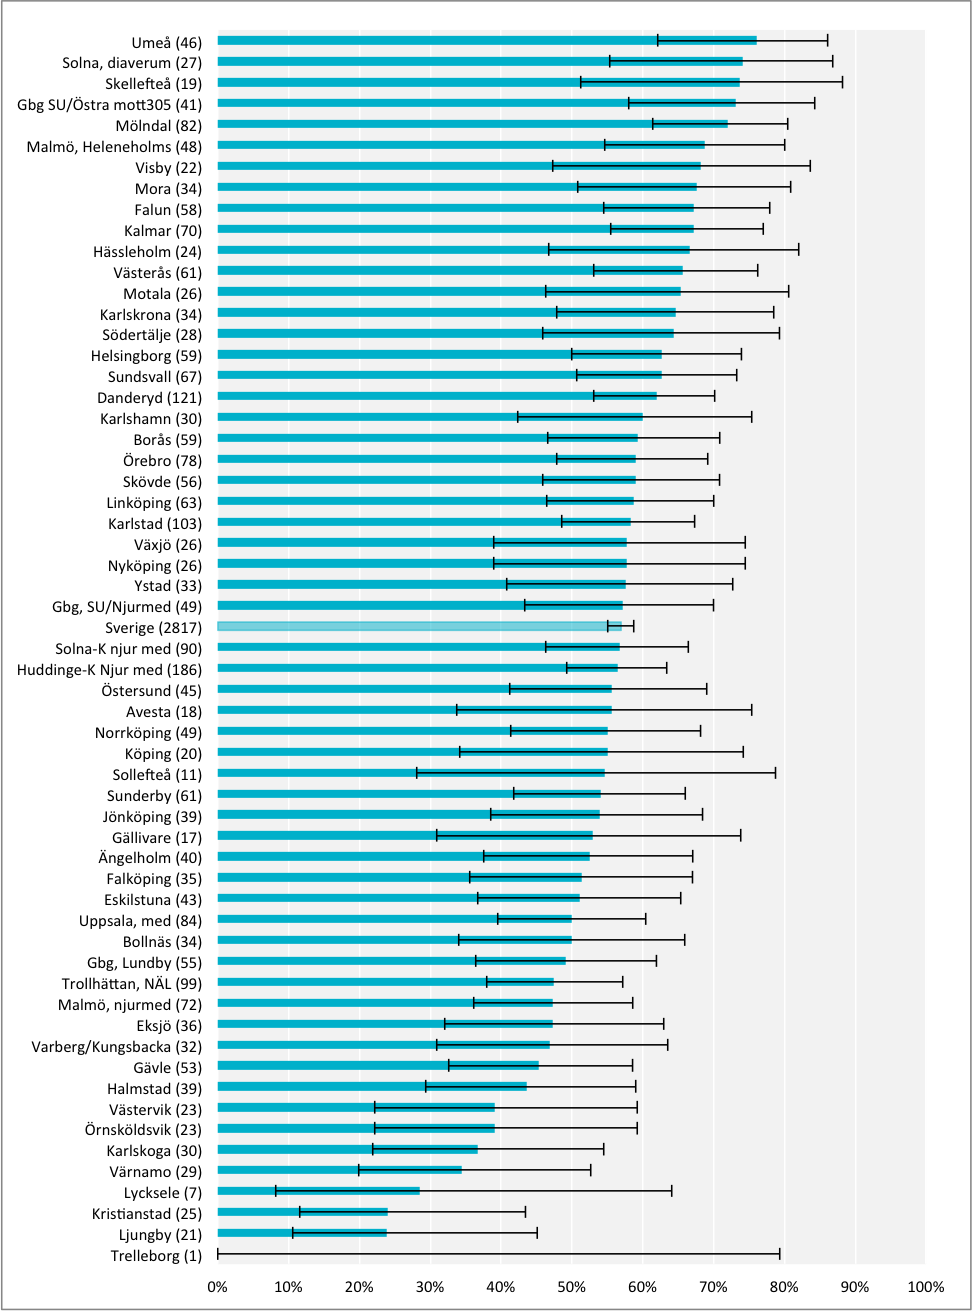 Umeå (46)
Solna, diaverum (27)
Skellefteå (19)
Gbg SU/Östra mott305 (41)
Mölndal (82)
Malmö, Heleneholms (48)
Visby (22)
Mora (34)
Falun (58)
Kalmar (70)
Hässleholm (24)
Västerås (61)
Motala (26)
Karlskrona (34)
Södertälje (28)
Helsingborg (59)
Sundsvall (67)
Danderyd (121)
Karlshamn (30)
Borås (59)
Örebro (78)
Skövde (56)
Linköping (63)
Karlstad (103)
Växjö (26)
Nyköping (26)
Ystad (33)
Gbg, SU/Njurmed (49)
Sverige (2817)
Solna-K njur med (90)
Huddinge-K Njur med (186)
Östersund (45)
Avesta (18)
Norrköping (49)
Köping (20)
Sollefteå (11)
Sunderby (61)
Jönköping (39)
Gällivare (17)
Ängelholm (40)
Falköping (35)
Eskilstuna (43)
Uppsala, med (84)
Bollnäs (34)
Gbg, Lundby (55)
Trollhättan, NÄL (99)
Malmö, njurmed (72)
Eksjö (36)
Varberg/Kungsbacka (32)
Gävle (53)
Halmstad (39)
Västervik (23)
Örnsköldsvik (23)
Karlskoga (30)
Värnamo (29)
Lycksele (7)
Kristianstad (25)
Ljungby (21)
Trelleborg (1)
0% 10% 20% 30% 40% 50% 60% 70% 80% 90% 100%